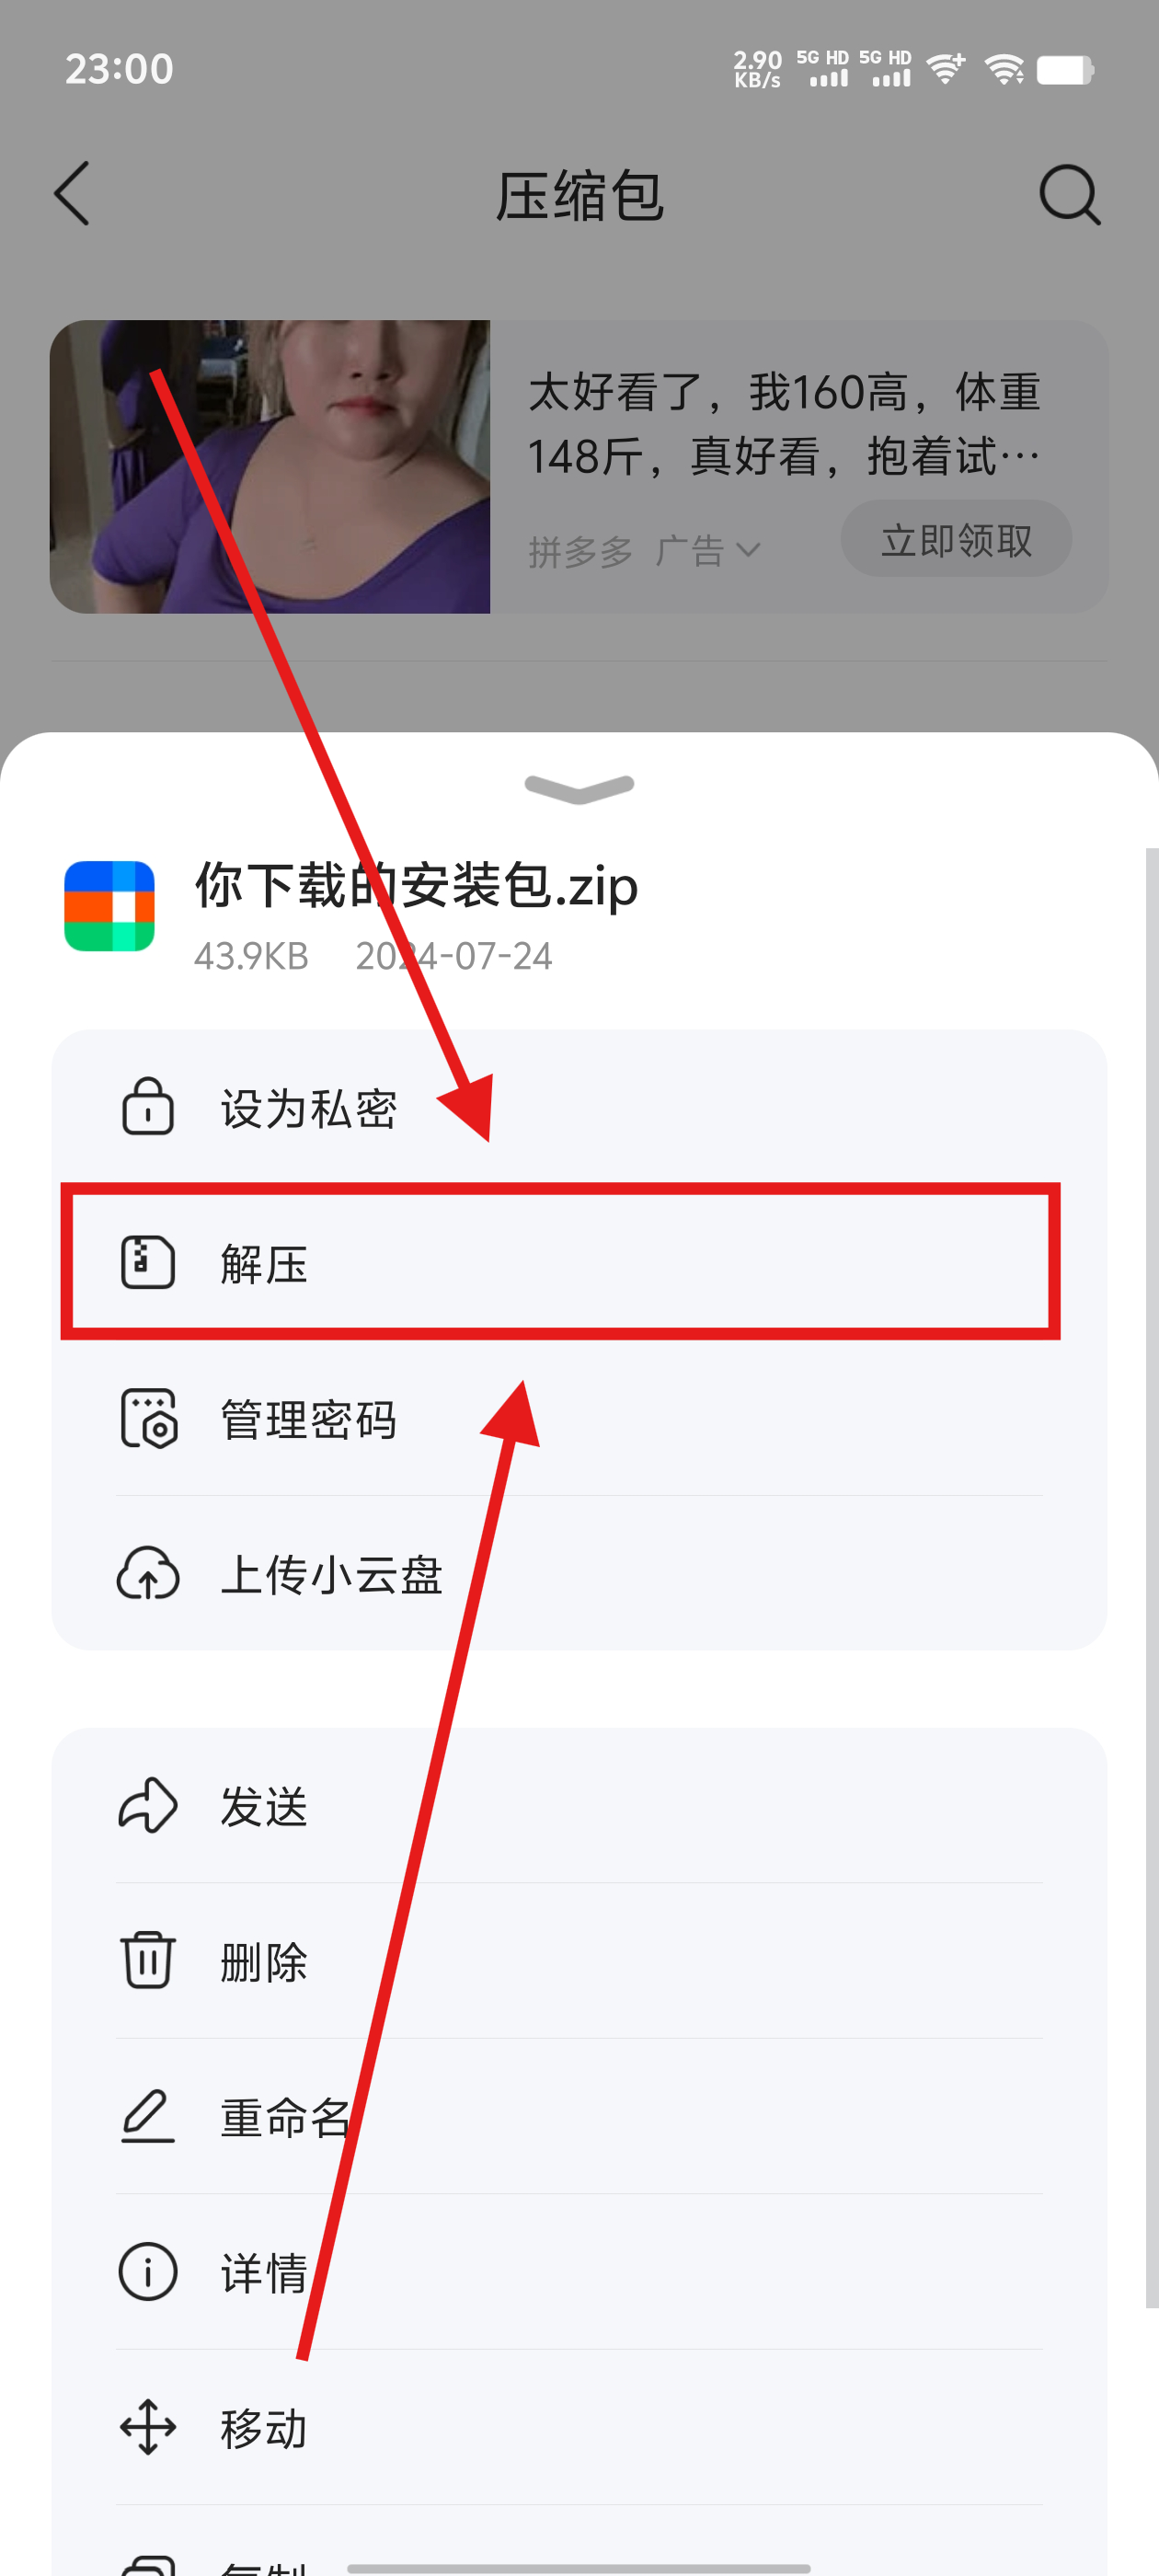 23:00
2.90 KB/s 5G HD 5G HD
压缩包
太好看了，我160高，体重
148斤，真好看，抱着试…
拼多多 广告
立即领取
你下载的安装包.zip
43.9KB 2024-07-24
设为私密
解压
管理密码
上传小云盘
发送
删除
重命名
详情
移动
复制